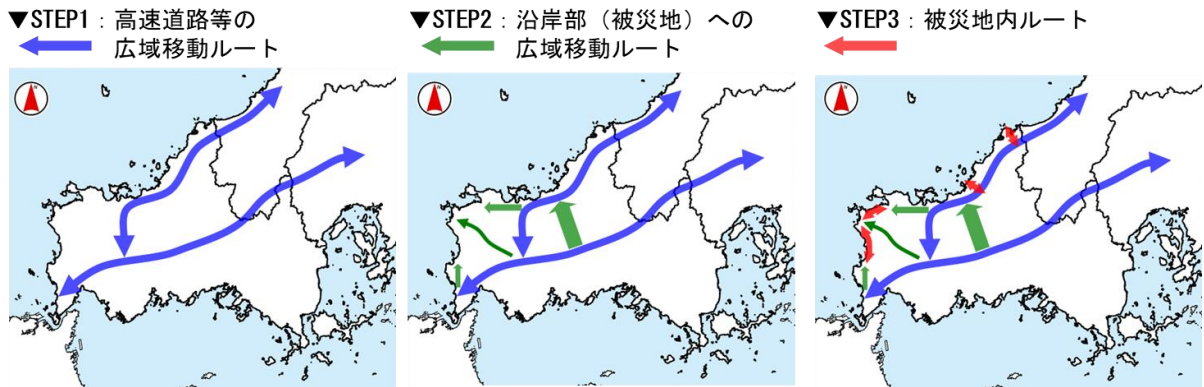 ▼STEP1：高速道路等の
広域移動ルート
▼STEP2：沿岸部（被災地）への
広域移動ルート
▼STEP3：被災地内ルート
N
N
N